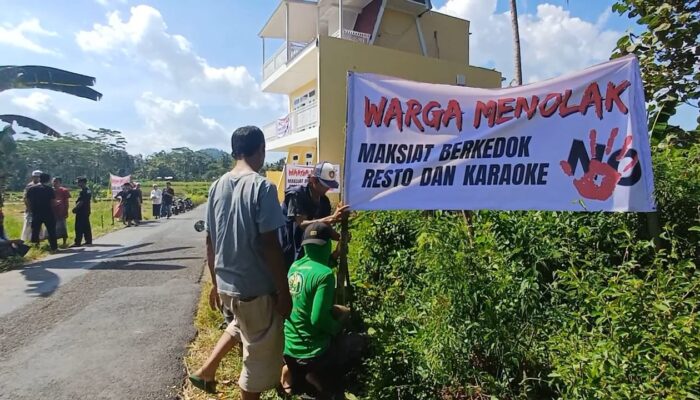 WARGA MENOLAK
MAKSIAT BERKEDOK
RESTO DAN KARAOKE
NO